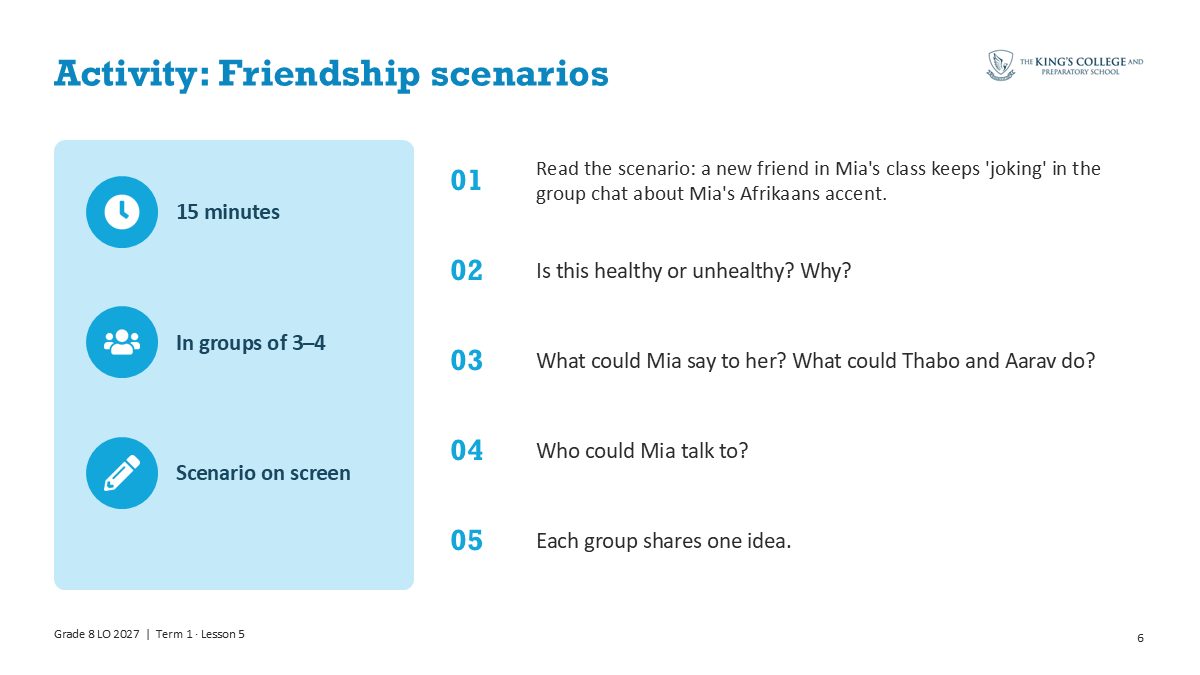 Activity: Friendship scenarios
THE KING'S COLLEGE AND
PREPARATORY SCHOOL
15 minutes
In groups of 3–4
Scenario on screen
01
Read the scenario: a new friend in Mia's class keeps 'joking' in the
group chat about Mia's Afrikaans accent.
02
Is this healthy or unhealthy? Why?
03
What could Mia say to her? What could Thabo and Aarav do?
04
Who could Mia talk to?
05
Each group shares one idea.
Grade 8 LO 2027 | Term 1 · Lesson 5
6